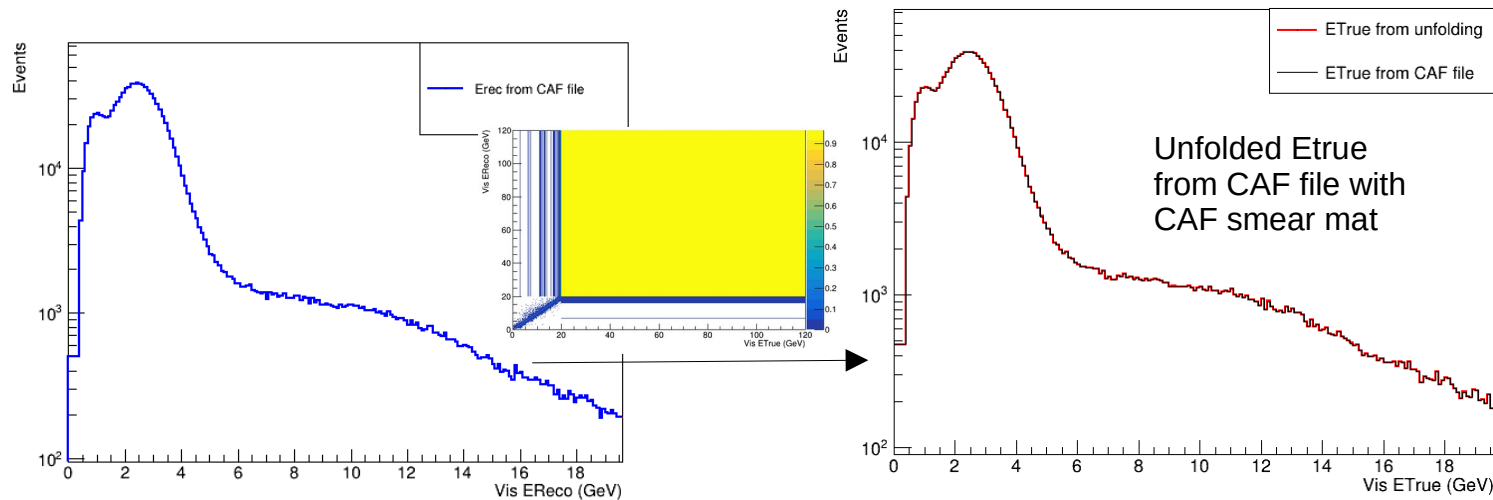 Events
10⁴
10³
10²
0 2 4 6 8 10 12 14 16 18
Vis EReco (GeV)
Erec from CAF file
Vis EReco (GeV)
120
100
80
60
40
20
0
0 20 40 60 80 100 120
Vis ETrue (GeV)
0.9
0.8
0.7
0.6
0.5
0.4
0.3
0.2
0.1
0
Events
10⁴
10³
10²
0 2 4 6 8 10 12 14 16 18
Vis ETrue (GeV)
ETrue from unfolding
ETrue from CAF file
Unfolded Etrue
from CAF file with
CAF smear mat